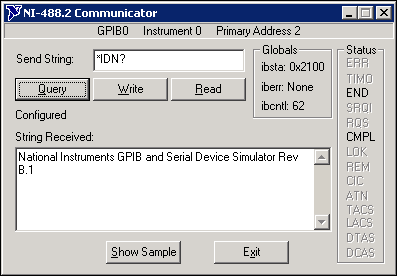 NI-488.2 Communicator
GPIB0 Instrument 0 Primary Address 2
Send String: *IDN?
Query Write Read
Configured
String Received:
National Instruments GPIB and Serial Device Simulator Rev
B.1
Show Sample Exit
Globals
ibsta: 0x2100
iberr: None
ibcntl: 62
Status
ERR
TIMO
END
SRQI
RQS
CMPL
LOK
REM
CIC
ATN
TACS
LACS
DTAS
DCAS